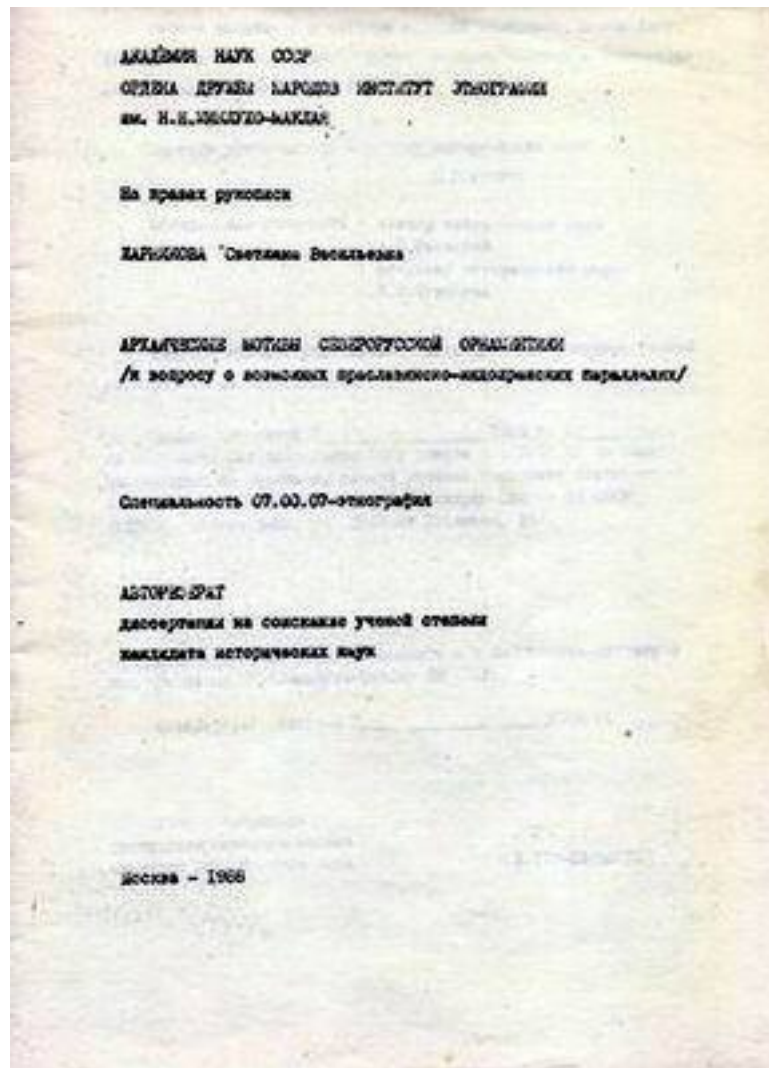 АКАДЕМИЯ НАУК СССР
ОРДЕНА ДРУЖБЫ НАРОДОВ ИНСТИТУТ ЭТНОГРАФИИ
им. Н.Н.МИКЛУХО-МАКЛАЯ
На правах рукописи
ЖАРНИКОВА Светлана Васильевна
АРХАИЧЕСКИЕ МОТИВЫ СЕВЕРОРУССКОЙ ОРНАМЕНТИКИ
/к вопросу о возможных праславянско-индоиранских параллелях/
Специальность 07.00.07-этнография
АВТОРЕФЕРАТ
диссертации на соискание ученой степени
кандидата исторических наук
Москва - 1986